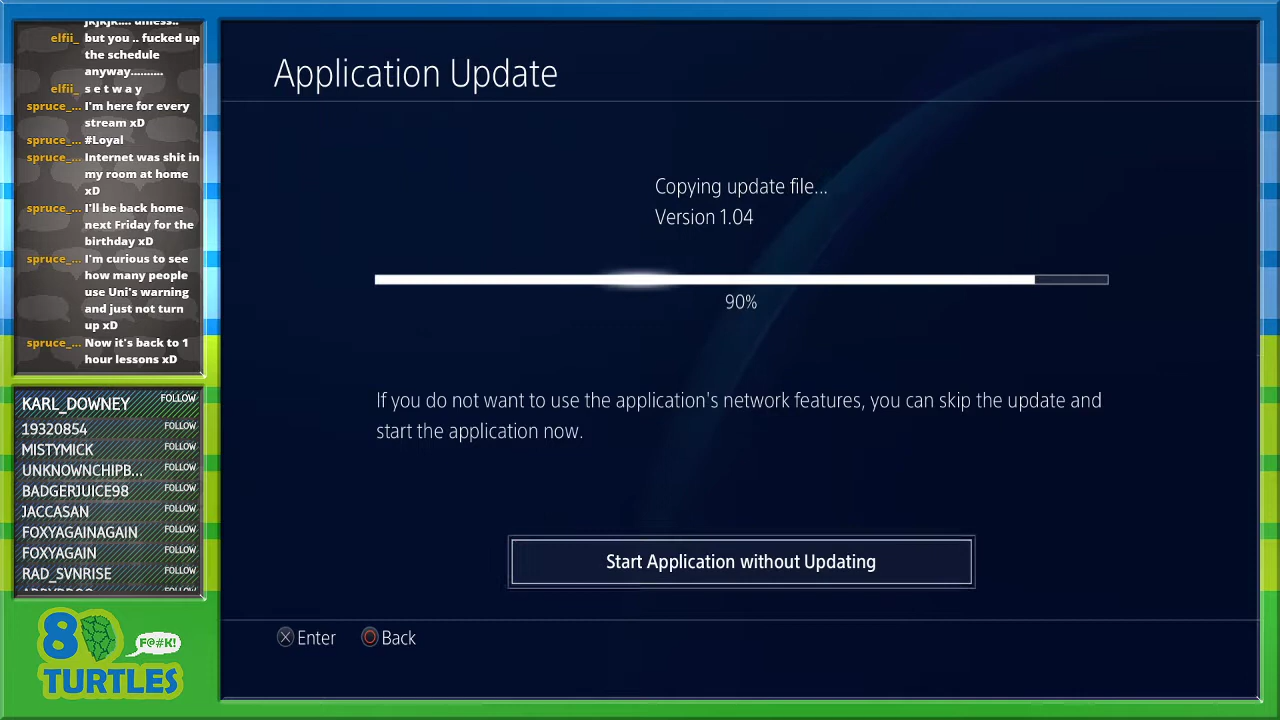 jkjkjk.... unless..
elfii_ but you .. fucked up
the schedule
anyway..........
elfii_ s e t w a y
spruce_... I'm here for every
stream xD
spruce_... #Loyal
spruce_... Internet was shit in
my room at home
xD
spruce_... I'll be back home
next Friday for the
birthday xD
spruce_... I'm curious to see
how many people
use Uni's warning
and just not turn
up xD
spruce_... Now it's back to 1
hour lessons xD
KARL_DOWNEY FOLLOW
19320854 FOLLOW
MISTYMICK FOLLOW
UNKNOWNCHIPB... FOLLOW
BADGERJUICE98 FOLLOW
JACCASAN FOLLOW
FOXYAGAINAGAIN FOLLOW
FOXYAGAIN FOLLOW
RAD_SVNRISE FOLLOW
FOLLOW
80
F@#K!
TURTLES
Application Update
Copying update file...
Version 1.04
90%
If you do not want to use the application's network features, you can skip the update and
start the application now.
Start Application without Updating
Enter Back